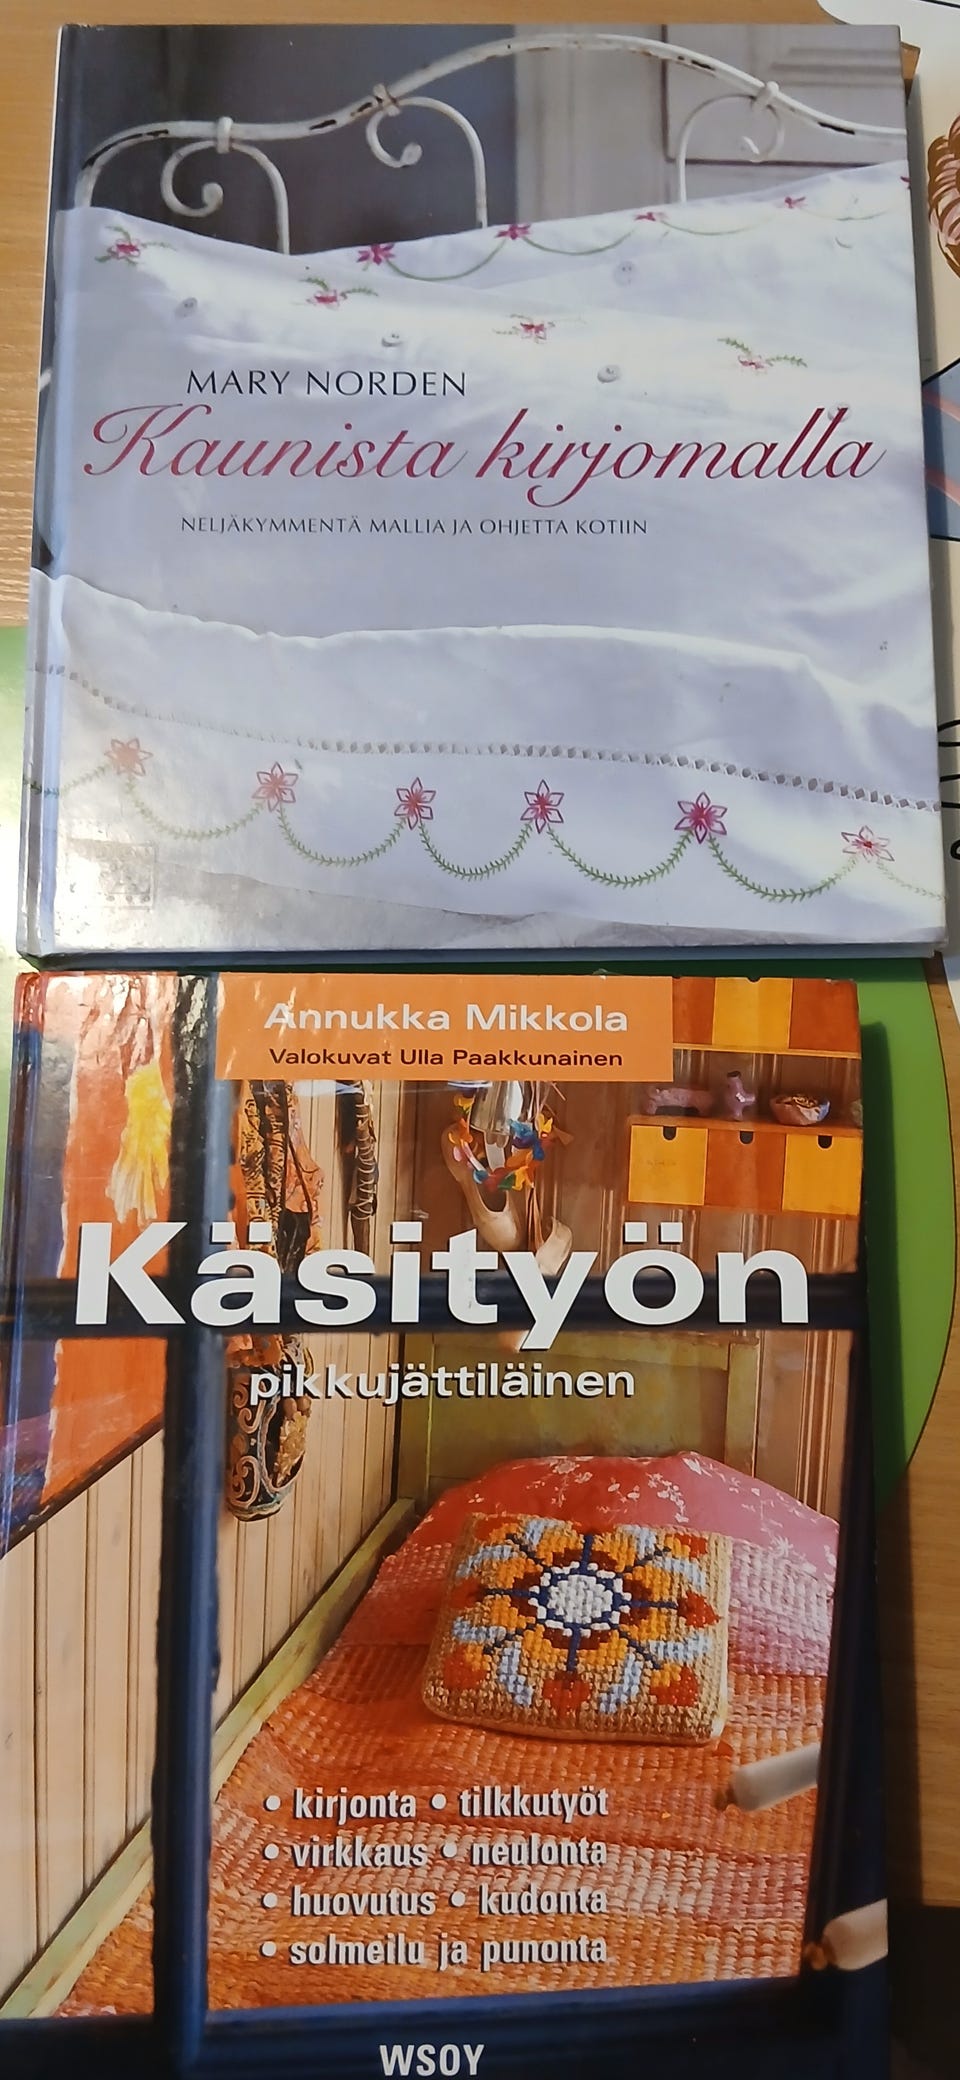 MARY NORDEN
Kaunista kirjomalla
NELJÄKYMMENTÄ MALLIA JA OHJETTA KOTIIN
Annukka Mikkola
Valokuvat Ulla Paakkunainen
Käsityön
pikkujättiläinen
• kirjonta • tilkkutyöt
• virkkaus • neulonta
• huovutus • kudonta
• solmeilu ja punonta
WSOY